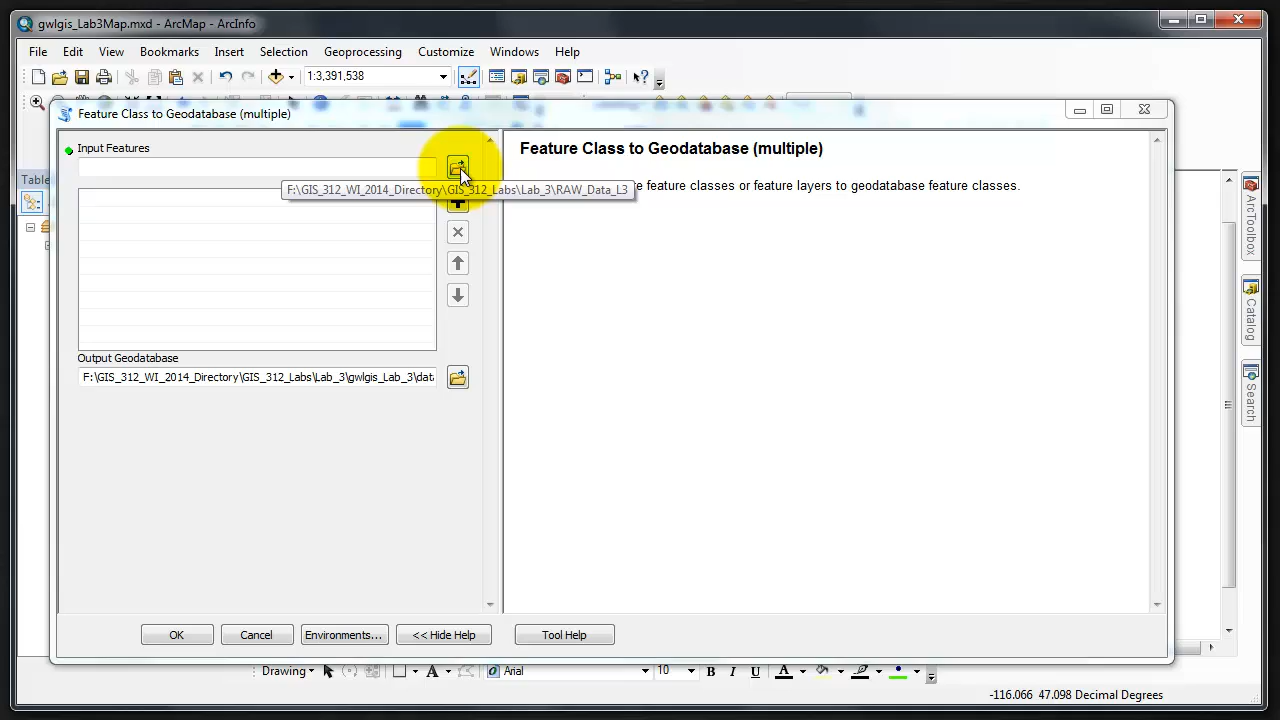 gwlgis_Lab3Map.mxd - ArcMap - ArcInfo
File Edit View Bookmarks Insert Selection Geoprocessing Customize Windows Help
1:3,391,538
Feature Class to Geodatabase (multiple)
Input Features
F:\GIS_312_WI_2014_Directory\GIS_312_Labs\Lab_3\RAW_Data_L3
Output Geodatabase
F:\GIS_312_WI_2014_Directory\GIS_312_Labs\Lab_3\gwlgis_Lab_3\dat
Feature Class to Geodatabase (multiple)
e feature class feature layers to geodatabase feature classes.
Table
ArcToolbox
Catalog
Search
OK Cancel Environments... << Hide Help Tool Help
Drawing A Arial 10 B I U A
-116.066 47.098 Decimal Degrees